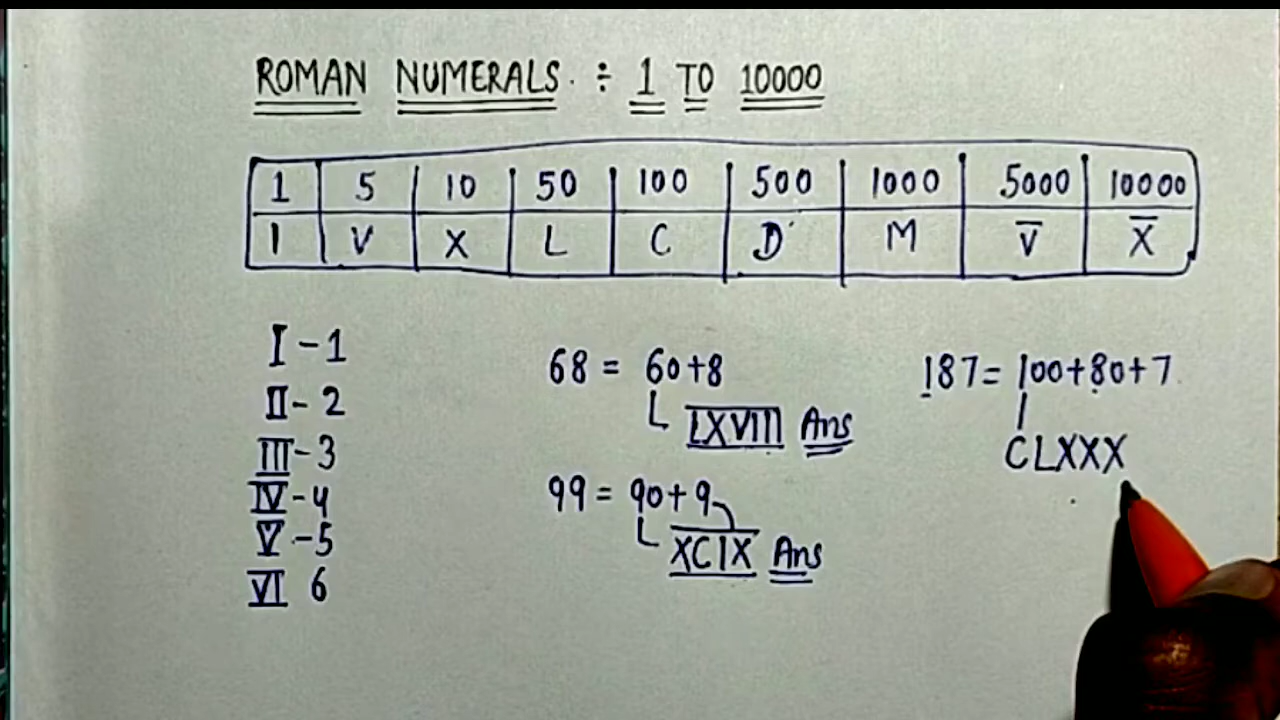 ROMAN NUMERALS ÷ 1 TO 10000
1 5 10 50 100 500 1000 5000 10000
I V X L C D M V̅ X̅
I - 1
II - 2
III - 3
IV - 4
V - 5
VI 6
68 = 60+8
LXVIII Ans
99 = 90+9
XCIX Ans
187 = 100+80+7
CLXXX